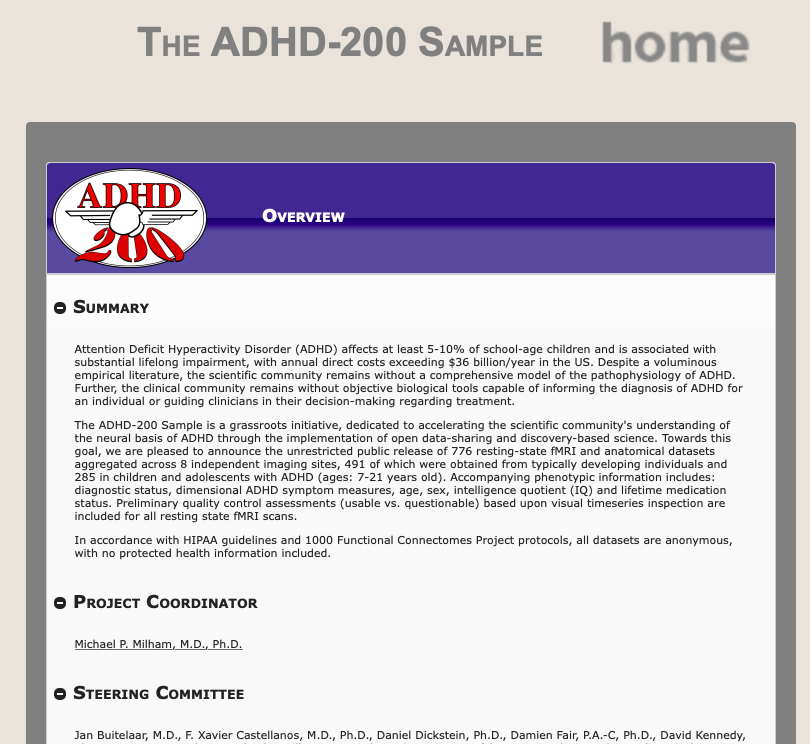 The ADHD-200 Sample
home
ADHD
200
Overview
Summary
Attention Deficit Hyperactivity Disorder (ADHD) affects at least 5-10% of school-age children and is associated with
substantial lifelong impairment, with annual direct costs exceeding $36 billion/year in the US. Despite a voluminous
empirical literature, the scientific community remains without a comprehensive model of the pathophysiology of ADHD.
Further, the clinical community remains without objective biological tools capable of informing the diagnosis of ADHD for
an individual or guiding clinicians in their decision-making regarding treatment.
The ADHD-200 Sample is a grassroots initiative, dedicated to accelerating the scientific community's understanding of
the neural basis of ADHD through the implementation of open data-sharing and discovery-based science. Towards this
goal, we are pleased to announce the unrestricted public release of 776 resting-state fMRI and anatomical datasets
aggregated across 8 independent imaging sites, 491 of which were obtained from typically developing individuals and
285 in children and adolescents with ADHD (ages: 7-21 years old). Accompanying phenotypic information includes:
diagnostic status, dimensional ADHD symptom measures, age, sex, intelligence quotient (IQ) and lifetime medication
status. Preliminary quality control assessments (usable vs. questionable) based upon visual timeseries inspection are
included for all resting state fMRI scans.
In accordance with HIPAA guidelines and 1000 Functional Connectomes Project protocols, all datasets are anonymous,
with no protected health information included.
Project Coordinator
Michael P. Milham, M.D., Ph.D.
Steering Committee
Jan Buitelaar, M.D., F. Xavier Castellanos, M.D., Ph.D., Daniel Dickstein, Ph.D., Damien Fair, P.A.-C, Ph.D., David Kennedy,